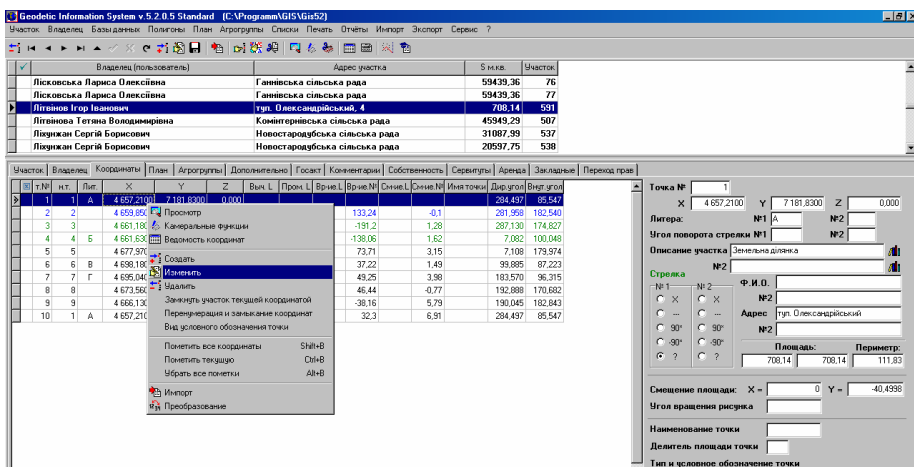 Geodetic Information System v.5.2.0.5 Standard (C:\Programm\GIS\Gis52)
Участок Владелец Базы данных Полигоны План Агрогруппы Списки Печать Отчёты Импорт Экспорт Сервис ?
Владелец (пользователь) Адрес участка S м.кв. Участок
Лісковська Лариса Олексіївна Ганнівська сільська рада 59439,36 76
Лісковська Лариса Олексіївна Ганнівська сільська рада 59439,36 77
Літвінов Ігор Іванович туп. Олександрійський, 4 708,14 591
Літвінова Тетяна Володимирівна Комінтернівська сільська рада 45949,29 507
Ліхунжан Сергій Борисович Новостародубська сільська рада 31087,99 537
Ліхунжан Сергій Борисович Новостародубська сільська рада 20597,75 538
Участок Владелец Координаты План Агрогруппы Дополнительно Госакт Комментарии Собственность Сервитуты Аренда Закладные Переход прав
т.№ н.т. Лит. X Y Z Выч. L Пром. L Вр-ие.L Вр-ие.№ См-ие.L См-ие.№ Имя точки Дир.угол Внут.угол
1 1 А 4 657,2100 7 181,8300 0,000 284,497 85,547
2 2 4 659,850 133,24 -0,1 281,958 182,540
3 3 4 661,180 -191,2 1,28 287,130 174,827
4 4 Б 4 661,630 -138,06 1,62 7,082 100,048
5 5 4 677,970 73,71 3,15 7,108 179,974
6 6 В 4 698,180 37,22 1,49 99,885 87,223
7 7 Г 4 695,040 49,25 3,98 183,570 96,315
8 8 4 673,560 46,44 -0,77 192,888 170,682
9 9 4 666,130 -38,16 5,79 190,045 182,843
10 1 А 4 657,210 32,3 6,91 284,497 85,547
Просмотр
Камеральные функции
Ведомость координат
Создать
Изменить
Удалить
Замкнуть участок текущей координатой
Перенумерация и замыкание координат
Вид условного обозначения точки
Пометить все координаты Shift+B
Пометить текущую Ctrl+B
Убрать все пометки Alt+B
Импорт
Преобразование
Точка № 1
X 4 657,2100 Y 7 181,8300 Z 0,000
Литера: №1 А №2
Угол поворота стрелки №1 №2
Описание участка Земельна ділянка
№2
Стрелка
№ 1 № 2
X X
... ...
90° 90°
-90° -90°
? ?
Ф.И.О.
№2
Адрес туп. Олександрійський
№2
Площадь: Периметр:
708,14 708,14 111,83
Смещение площади: X = 0 Y = -40,4998
Угол вращения рисунка
Наименование точки
Делитель площади точки
Тип и условное обозначение точки